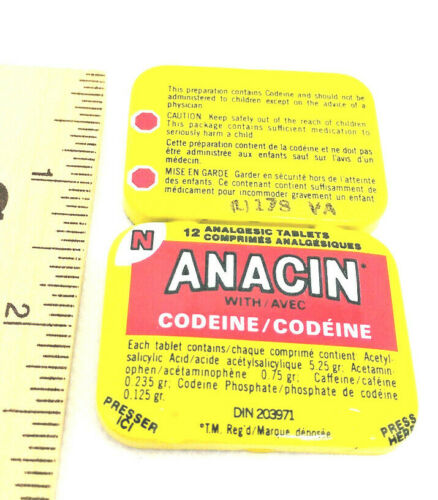 This preparation contains Codeine and should not be
administered to children except on the advice of a
physician.
CAUTION Keep safely out of the reach of children
This package contains sufficient medication to
seriously harm a child
Cette préparation contient de la codéine et ne doit pas
être administrée aux enfants sauf sur l'avis d'un
médecin.
MISE EN GARDE Garder en sécurité hors de l'atteinte
des enfants. Ce contenant contient suffisamment de
médicament pour incommoder gravement un enfant
(L) 178 VA
N
12 ANALGESIC TABLETS
COMPRIMÉS ANALGÉSIQUES
ANACIN*
WITH/AVEC
CODEINE/CODÉINE
Each tablet contains/chaque comprimé contient Acetyl-
salicylic Acid/acide acétylsalicylique 5.25 gr. Acetamin-
ophen/acétaminophène 0.75 gr. Caffeine/caféine
0.235 gr, Codeine Phosphate/phosphate de codéine
0.125 gr.
DIN 203971
PRESSER
ICI
PRESS
HERE
*T.M. Reg'd/Marque déposée
1
2